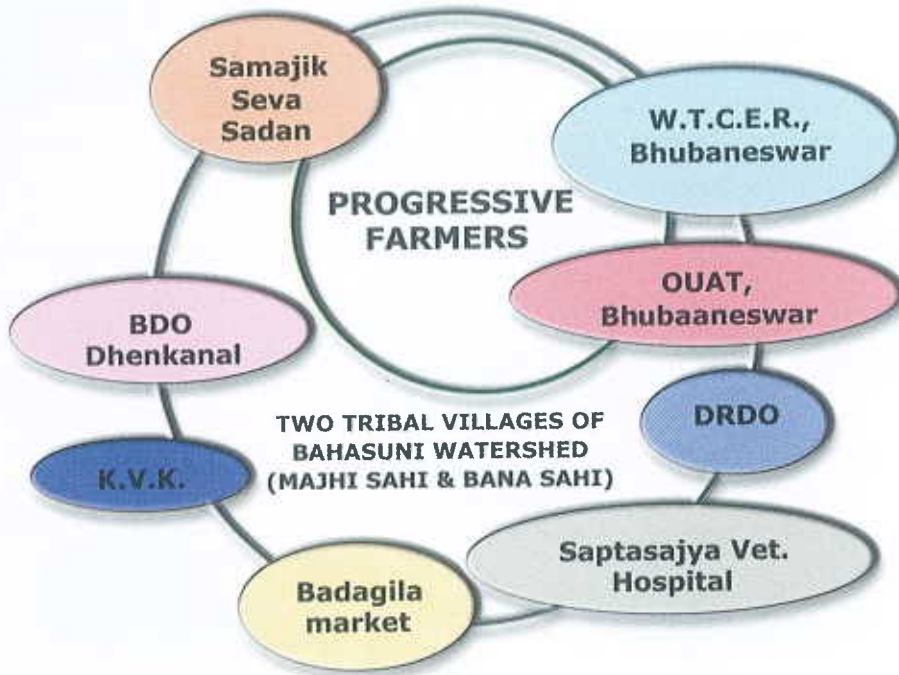 Samajik
Seva
Sadan
W.T.C.E.R.,
Bhubaneswar
PROGRESSIVE
FARMERS
OUAT,
Bhubaaneswar
BDO
Dhenkanal
DRDO
TWO TRIBAL VILLAGES OF
BAHASUNI WATERSHED
(MAJHI SAHI & BANA SAHI)
K.V.K.
Saptasajya Vet.
Hospital
Badagila
market